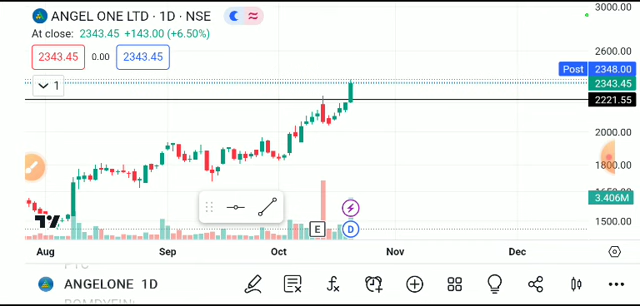 ANGEL ONE LTD · 1D · NSE
At close: 2343.45 +143.00 (+6.50%)
2343.45 0.00 2343.45
1
3000.00
2600.00
Post 2348.00
2343.45
2221.55
2000.00
1800.00
3.406M
1500.00
E D
Aug Sep Oct Nov Dec
ANGELONE 1D